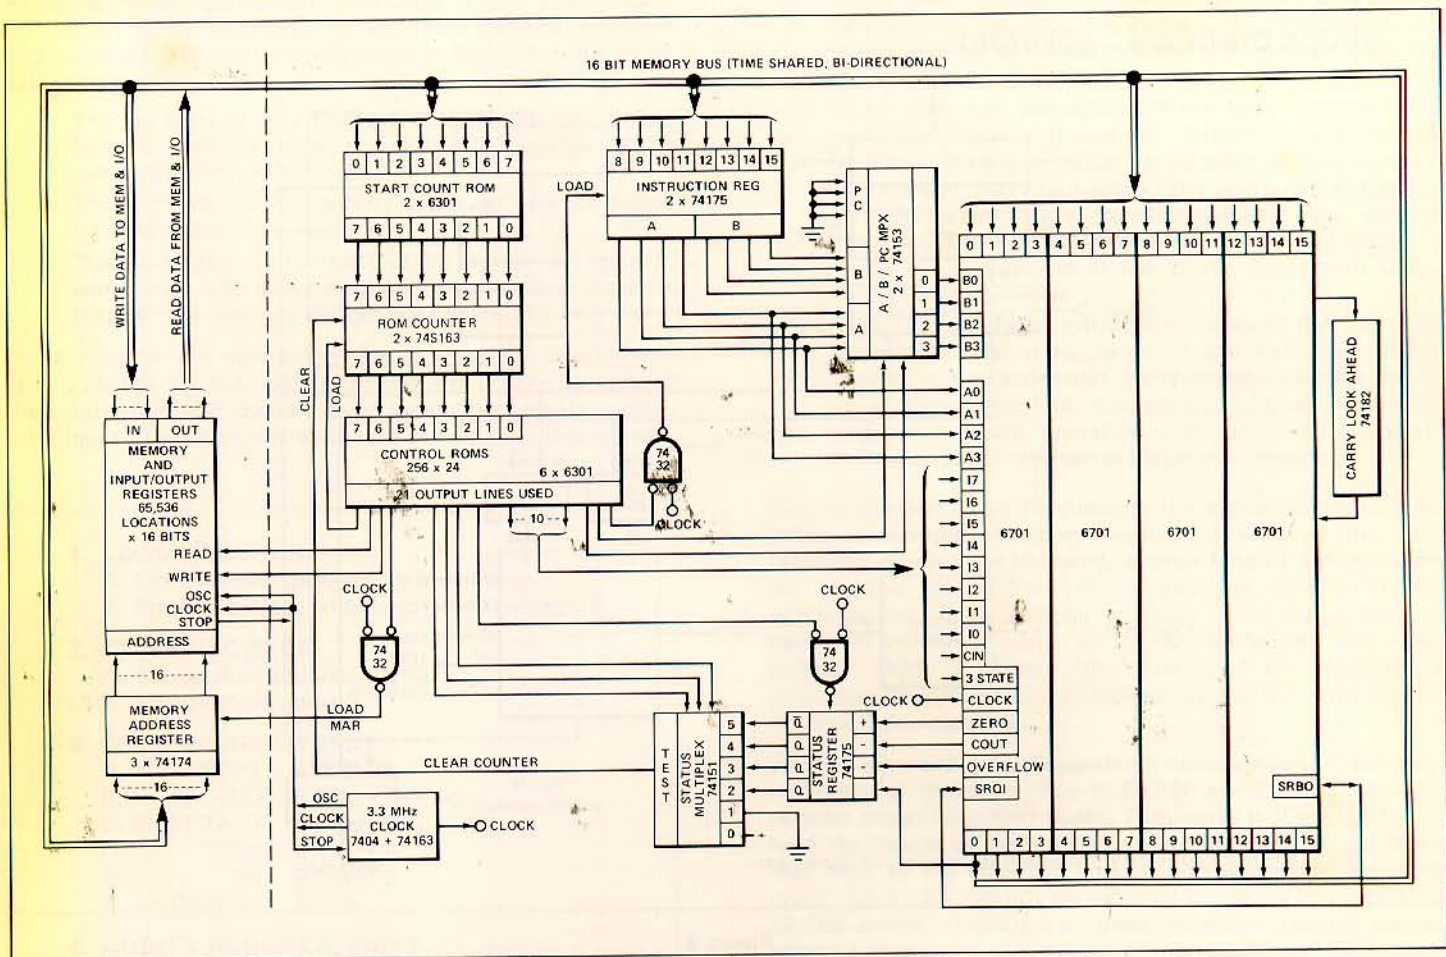 16 BIT MEMORY BUS (TIME SHARED, BI-DIRECTIONAL)
WRITE DATA TO MEM & I/O
READ DATA FROM MEM & I/O
IN OUT
MEMORY
AND
INPUT/OUTPUT
REGISTERS
65,536
LOCATIONS
x 16 BITS
READ
WRITE
OSC
CLOCK
STOP
ADDRESS
16
MEMORY
ADDRESS
REGISTER
3 x 74174
16
0 1 2 3 4 5 6 7
START COUNT ROM
2 x 6301
7 6 5 4 3 2 1 0
7 6 5 4 3 2 1 0
ROM COUNTER
2 x 74S163
7 6 5 4 3 2 1 0
CLEAR
LOAD
7 6 5 4 3 2 1 0
CONTROL ROMS
256 x 24
6 x 6301
21 OUTPUT LINES USED
10
CLOCK
74
32
LOAD
MAR
CLEAR COUNTER
OSC
CLOCK
STOP
3.3 MHz
CLOCK
7404 + 74163
CLOCK
LOAD
8 9 10 11 12 13 14 15
INSTRUCTION REG
2 x 74175
A B
74
32
CLOCK
P
C
B
A
A / B / PC MPX
2 x 74153
0
1
2
3
CLOCK
74
32
T
E
S
T
STATUS
MULTIPLEX
74151
5
4
3
2
1
0
Q̅
Q
Q
Q
STATUS
REGISTER
74175
+
-
-
0 1 2 3 4 5 6 7 8 9 10 11 12 13 14 15
B0
B1
B2
B3
A0
A1
A2
A3
I7
I6
I5
I4
I3
I2
I1
I0
CIN
3 STATE
CLOCK CLOCK
ZERO
COUT
OVERFLOW
SRQI
6701 6701 6701 6701
SRBO
0 1 2 3 4 5 6 7 8 9 10 11 12 13 14 15
CARRY LOOK AHEAD
74182